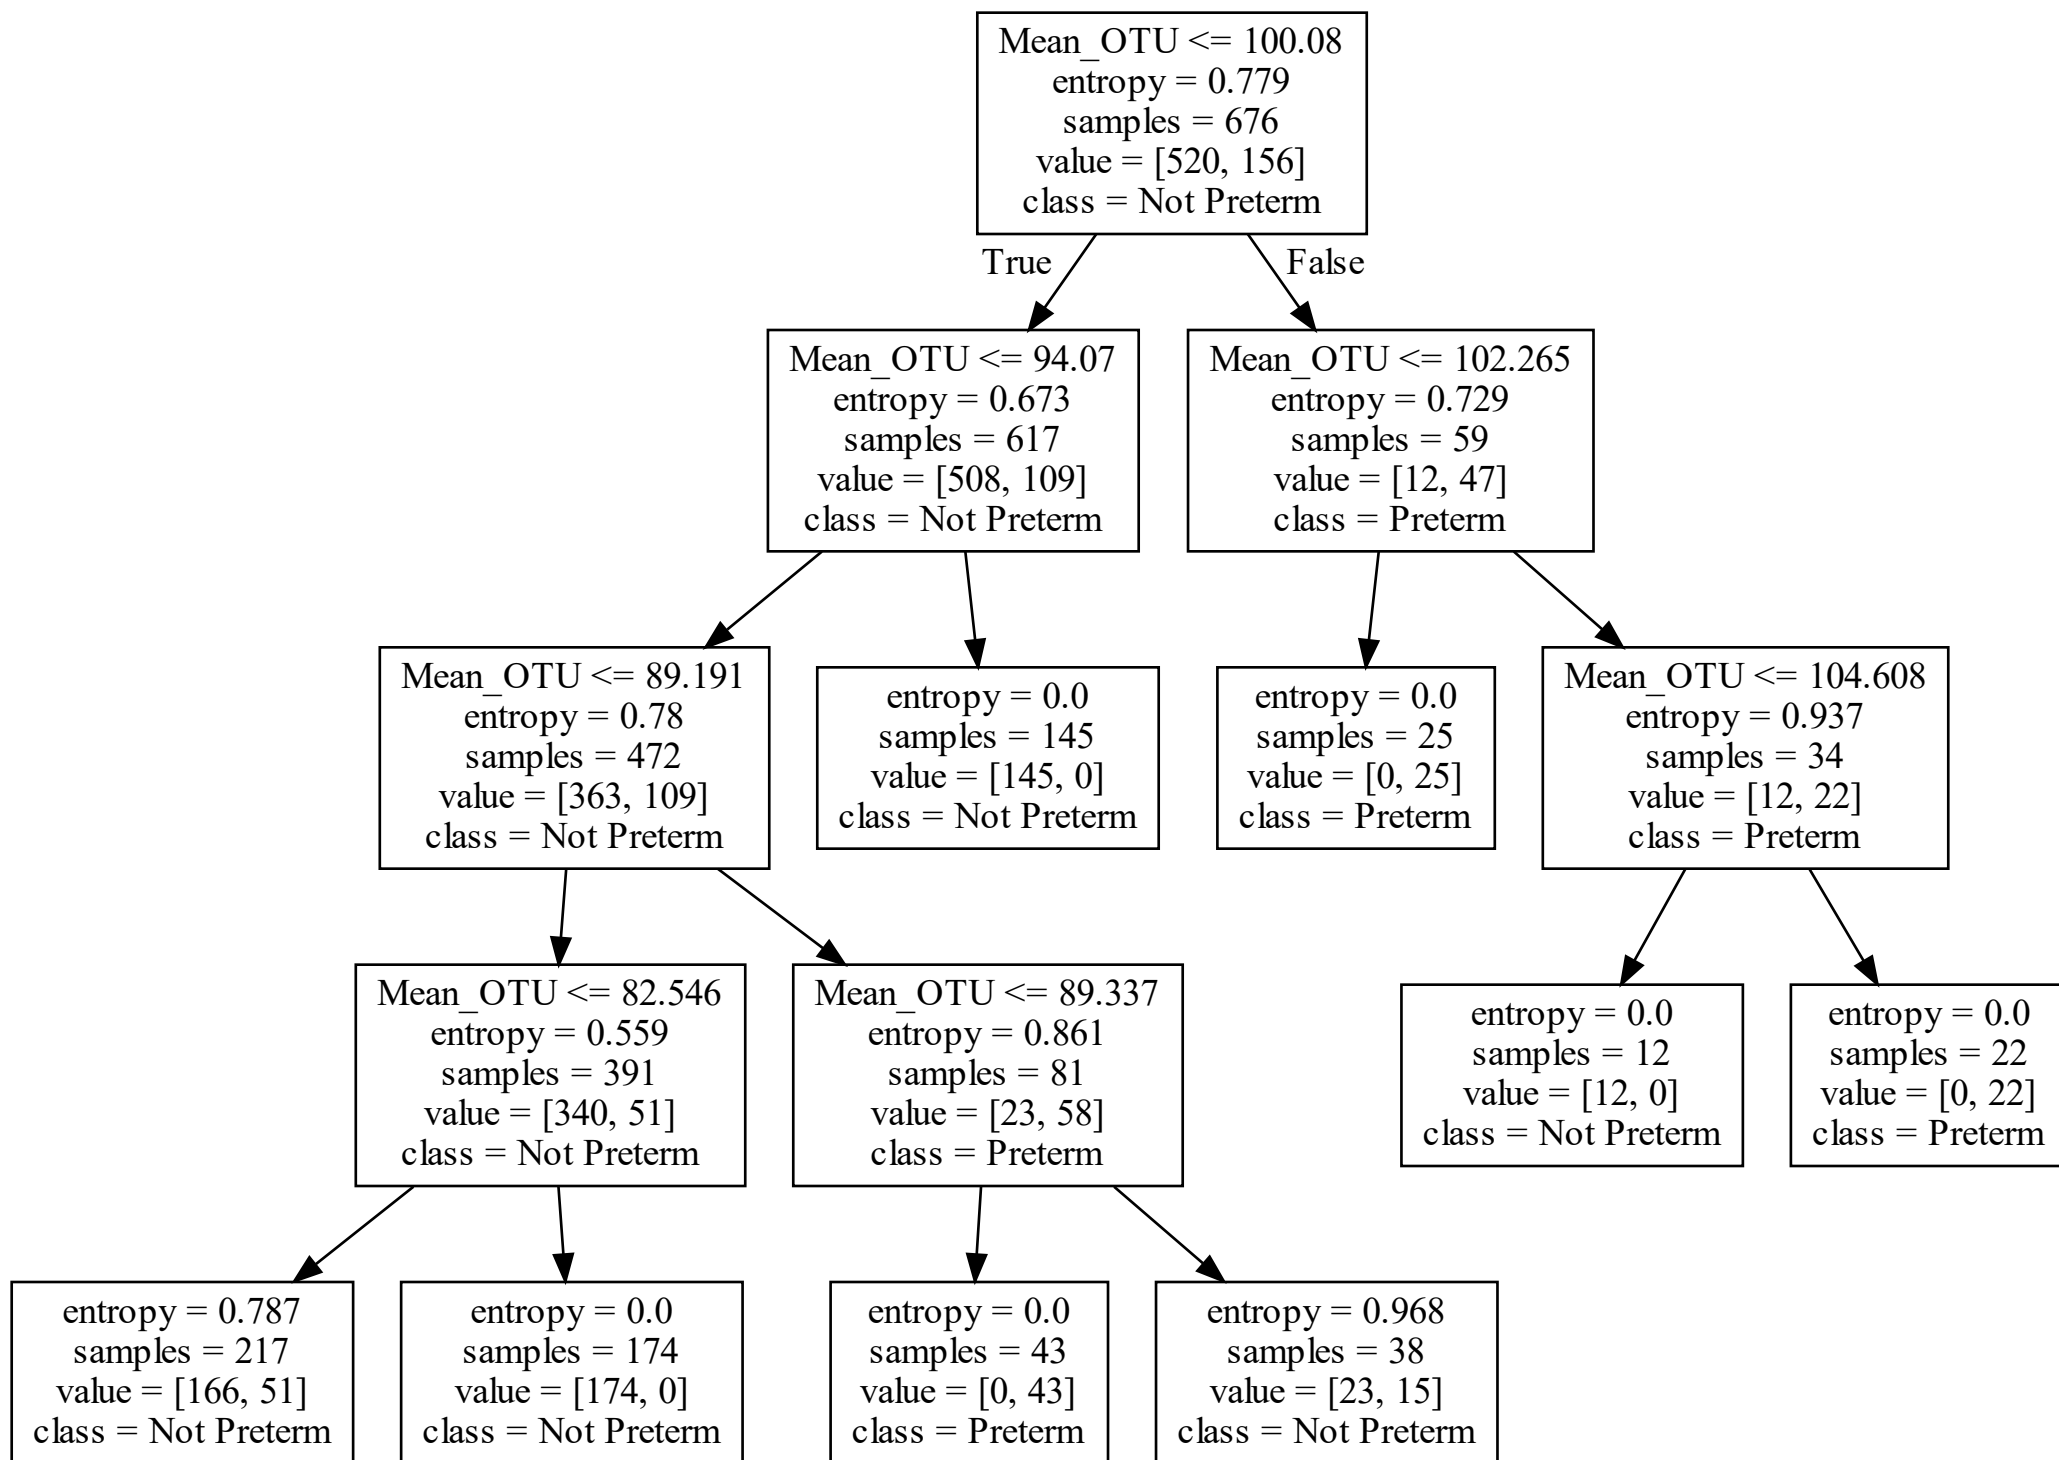 Mean_OTU <= 100.08
entropy = 0.779
samples = 676
value = [520, 156]
class = Not Preterm
True
False
Mean_OTU <= 94.07
entropy = 0.673
samples = 617
value = [508, 109]
class = Not Preterm
Mean_OTU <= 102.265
entropy = 0.729
samples = 59
value = [12, 47]
class = Preterm
Mean_OTU <= 89.191
entropy = 0.78
samples = 472
value = [363, 109]
class = Not Preterm
entropy = 0.0
samples = 145
value = [145, 0]
class = Not Preterm
entropy = 0.0
samples = 25
value = [0, 25]
class = Preterm
Mean_OTU <= 104.608
entropy = 0.937
samples = 34
value = [12, 22]
class = Preterm
Mean_OTU <= 82.546
entropy = 0.559
samples = 391
value = [340, 51]
class = Not Preterm
Mean_OTU <= 89.337
entropy = 0.861
samples = 81
value = [23, 58]
class = Preterm
entropy = 0.0
samples = 12
value = [12, 0]
class = Not Preterm
entropy = 0.0
samples = 22
value = [0, 22]
class = Preterm
entropy = 0.787
samples = 217
value = [166, 51]
class = Not Preterm
entropy = 0.0
samples = 174
value = [174, 0]
class = Not Preterm
entropy = 0.0
samples = 43
value = [0, 43]
class = Preterm
entropy = 0.968
samples = 38
value = [23, 15]
class = Not Preterm